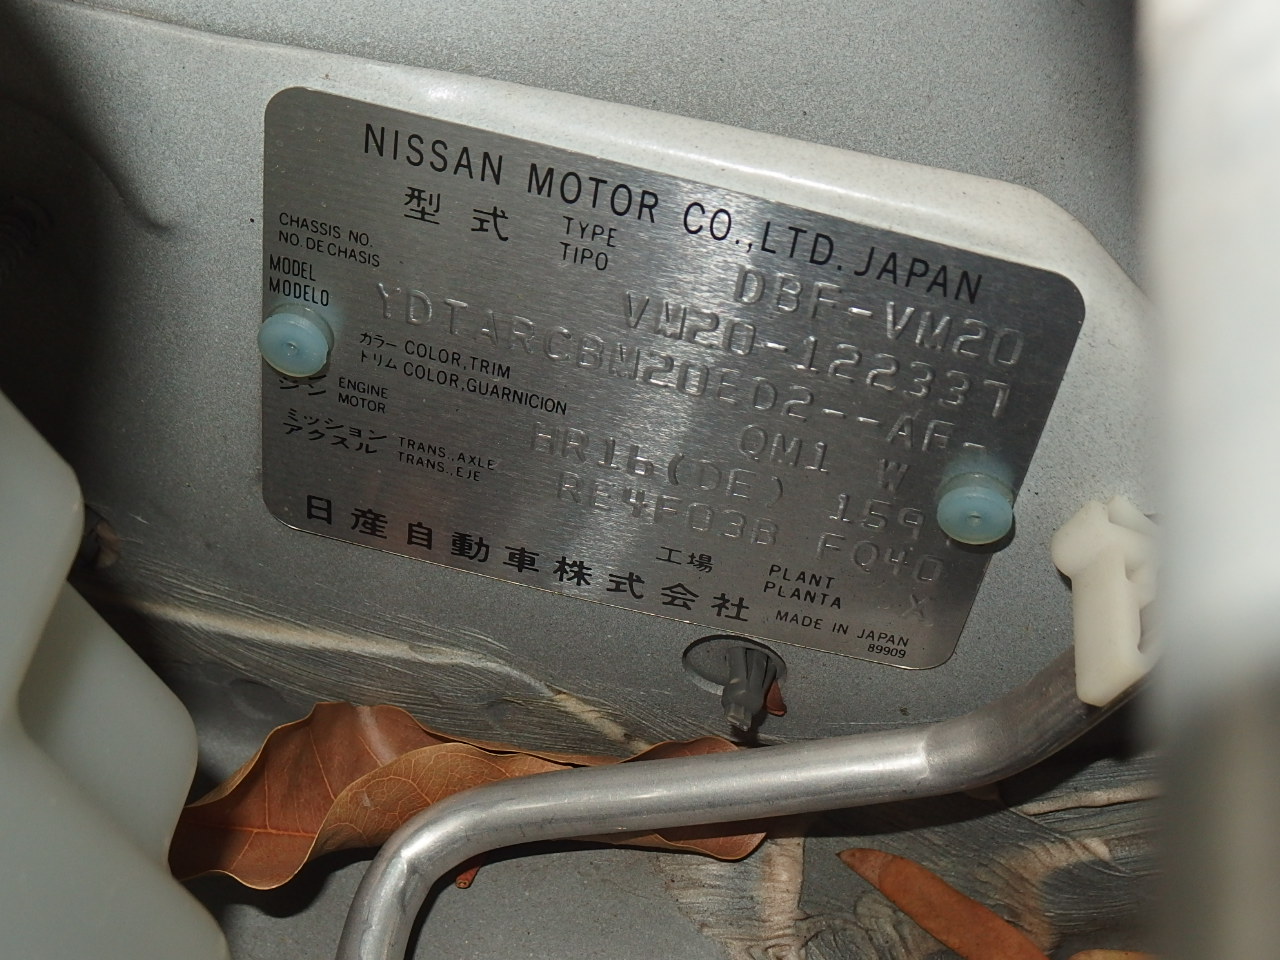 NISSAN MOTOR CO.,LTD. JAPAN
型式 TYPE TIPO DBF-VM20
CHASSIS NO. NO. DE CHASIS VM20-122337
MODEL MODELO YDTARCBM20ED2--AE-
カラー トリム COLOR,TRIM COLOR,GUARNICION QM1 W
ジン ENGINE MOTOR HR16(DE) 159
ミッション アクスル TRANS.,AXLE TRANS.,EJE RE4F03B FQ40
工場 PLANT PLANTA X
日産自動車株式会社 MADE IN JAPAN
89909